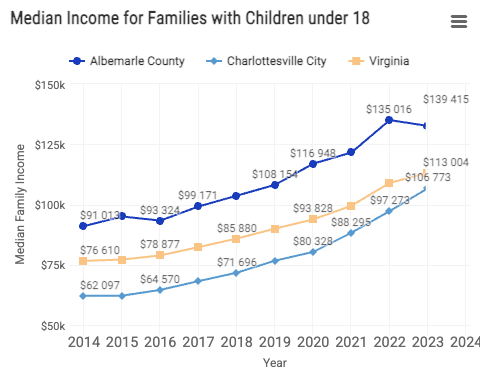 Median Income for Families with Children under 18
Albemarle County Charlottesville City Virginia
$150k
$139 415
$135 016
$125k
$116 948
$113 004
$108 154
$106 773
$99 171
$100k
$97 273
$91 013
$93 324
$93 828
$88 295
$85 880
$80 328
$76 610
$78 877
$75k
$71 696
$62 097
$64 570
$50k
Median Family Income
2014 2015 2016 2017 2018 2019 2020 2021 2022 2023 2024
Year